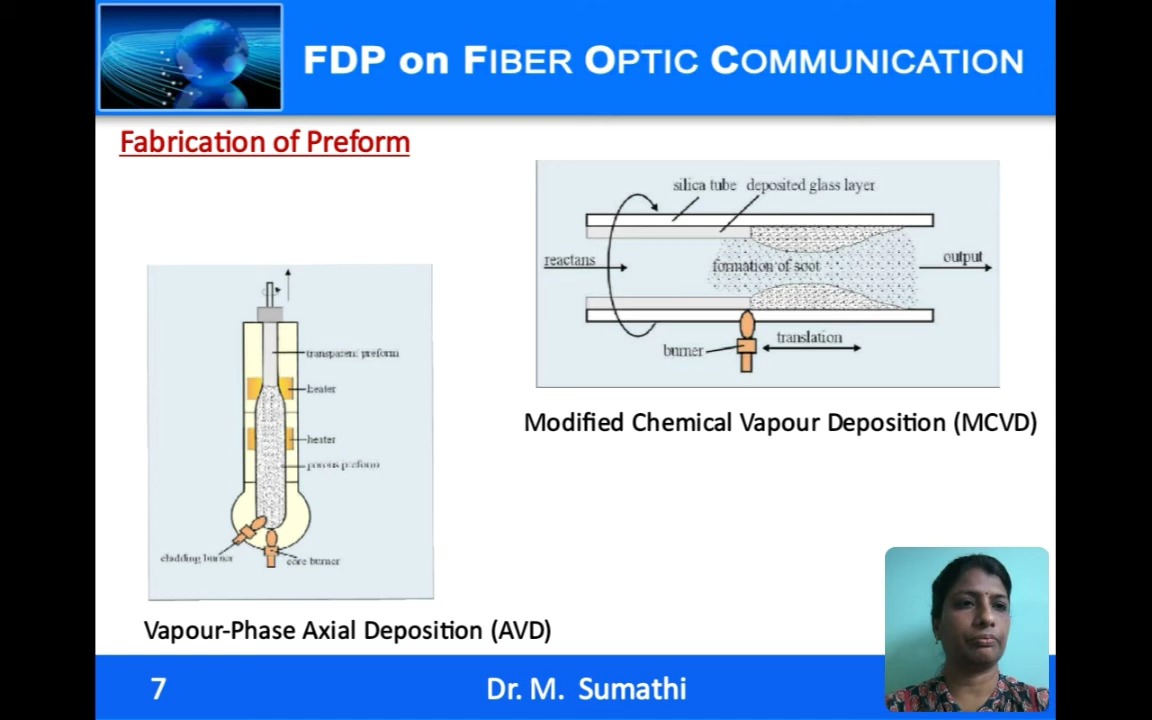 FDP on FIBER OPTIC COMMUNICATION
Fabrication of Preform
silica tube deposited glass layer
reactans
formation of soot
output
burner
translation
Modified Chemical Vapour Deposition (MCVD)
transparent preform
heater
heater
porous preform
cladding burner
core burner
Vapour-Phase Axial Deposition (AVD)
7
Dr. M. Sumathi